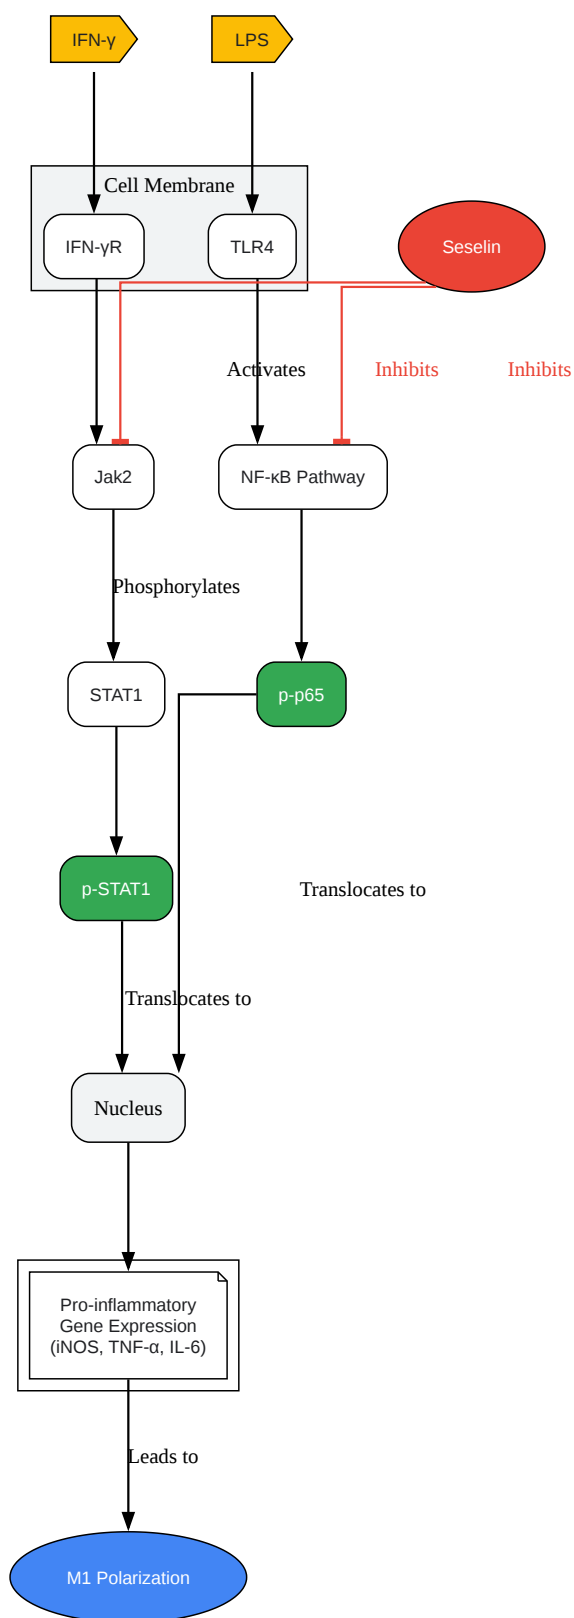 IFN-γ
LPS
Cell Membrane
IFN-γR
TLR4
Seselin
Activates
Inhibits
Inhibits
Jak2
NF-κB Pathway
Phosphorylates
STAT1
p-p65
p-STAT1
Translocates to
Translocates to
Nucleus
Pro-inflammatory
Gene Expression
(iNOS, TNF-α, IL-6)
Leads to
M1 Polarization